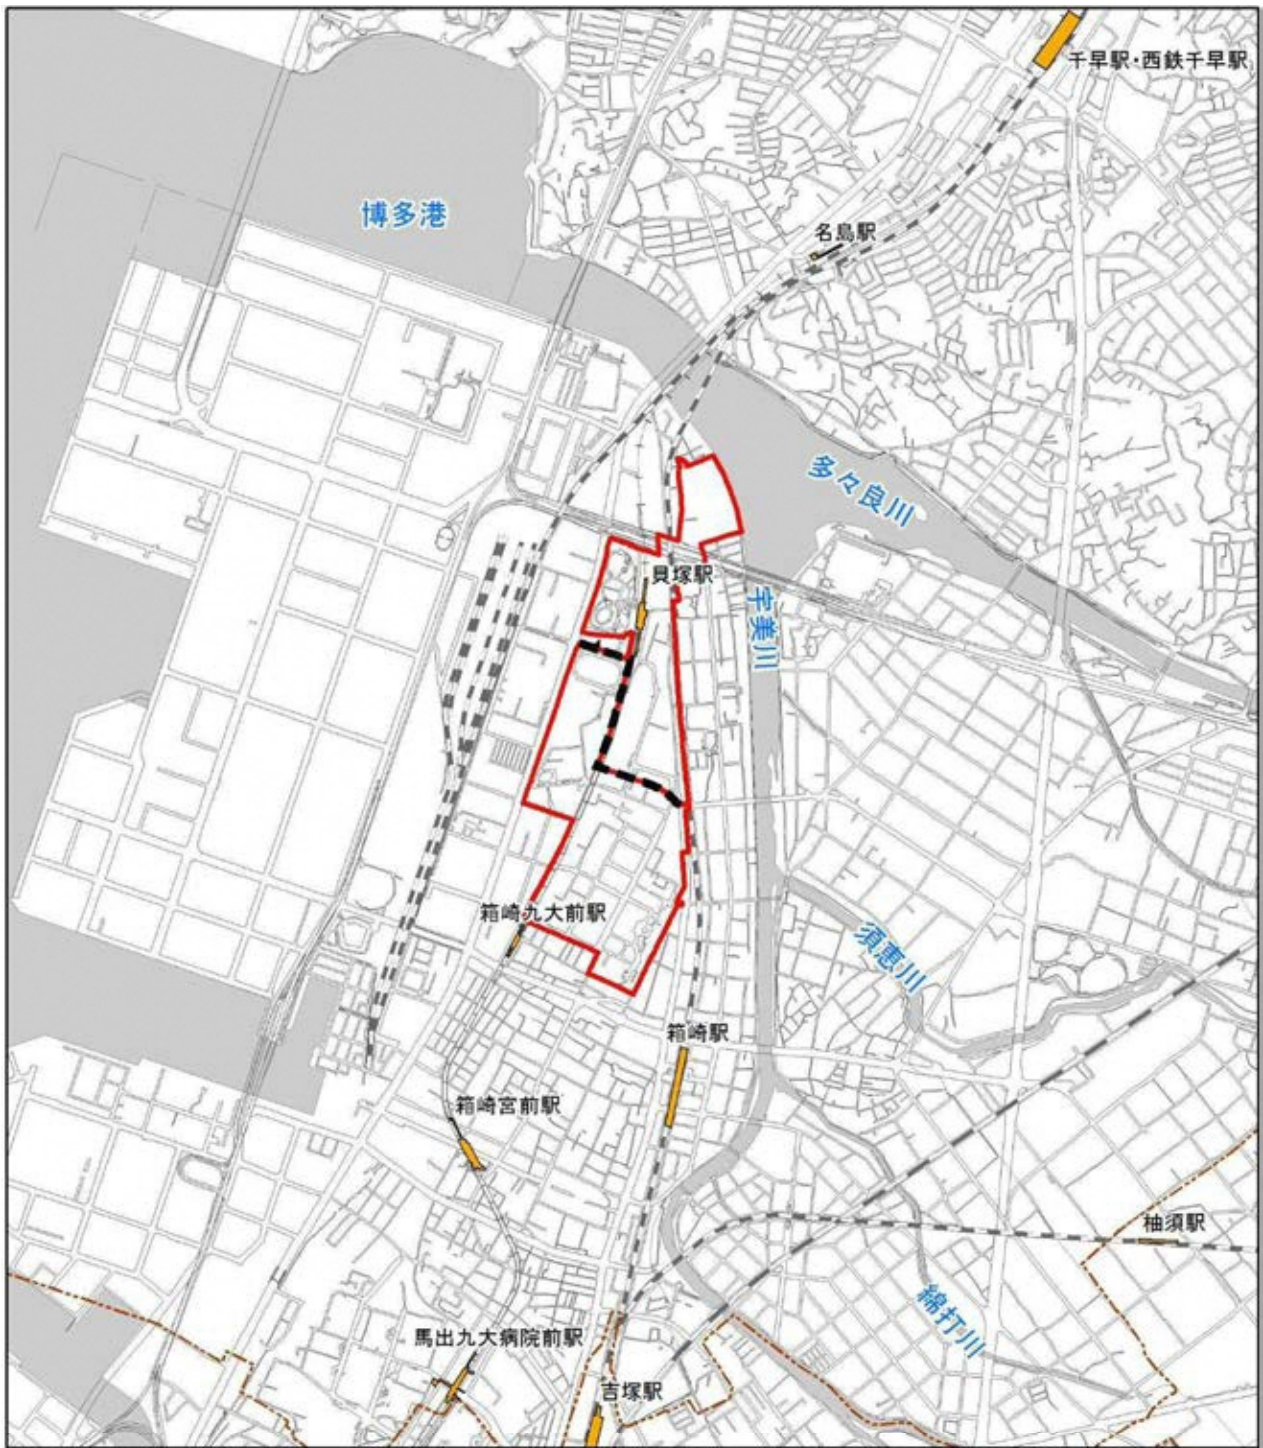 千早駅・西鉄千早駅
博多港
名島駅
多々良川
貝塚駅
宇美川
箱崎九大前駅
須恵川
箱崎駅
箱崎宮前駅
柚須駅
綿打川
馬出九大病院前駅
吉塚駅